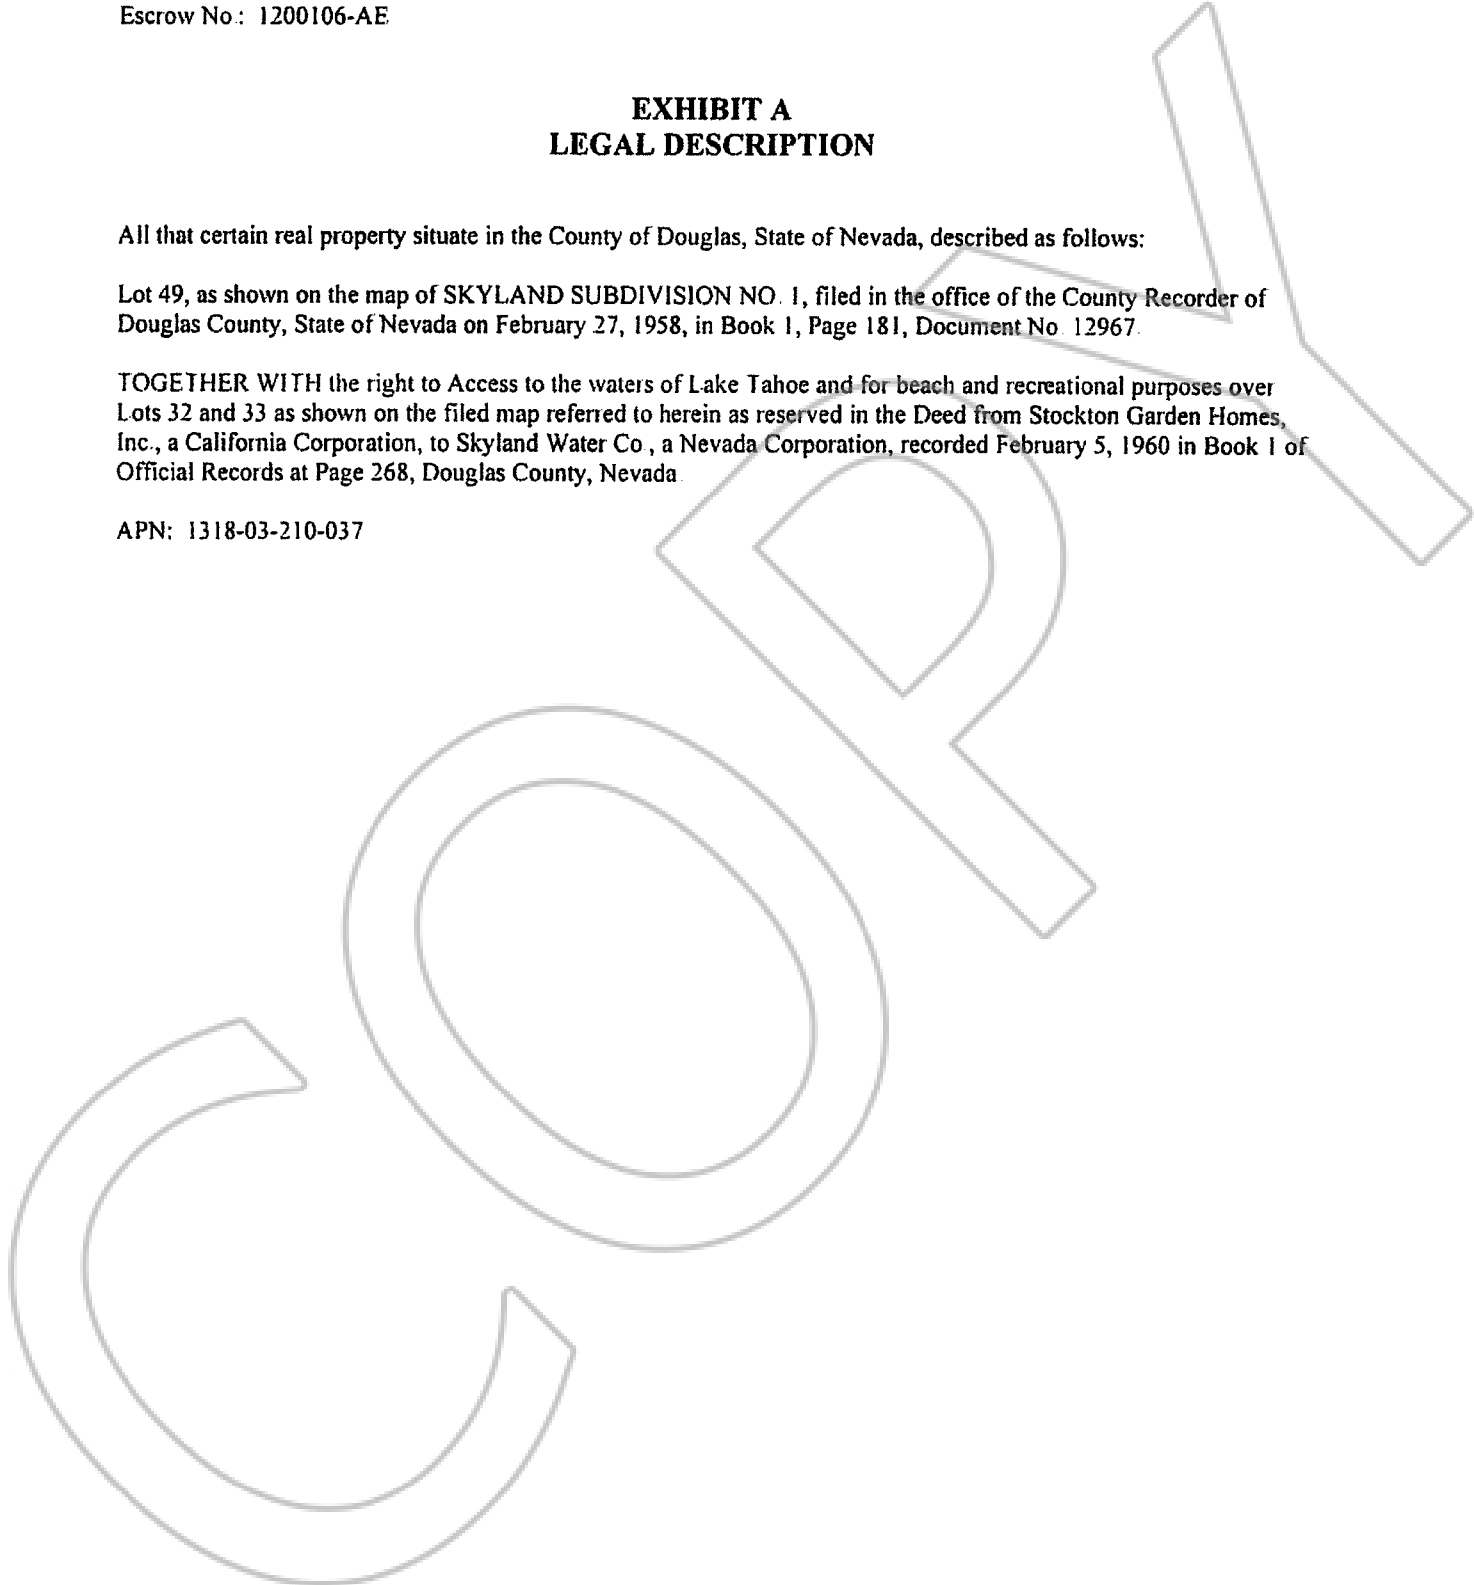 Escrow No.: 1200106-AE
EXHIBIT A
LEGAL DESCRIPTION
All that certain real property situate in the County of Douglas, State of Nevada, described as follows:
Lot 49, as shown on the map of SKYLAND SUBDIVISION NO. 1, filed in the office of the County Recorder of
Douglas County, State of Nevada on February 27, 1958, in Book 1, Page 181, Document No. 12967.
TOGETHER WITH the right to Access to the waters of Lake Tahoe and for beach and recreational purposes over
Lots 32 and 33 as shown on the filed map referred to herein as reserved in the Deed from Stockton Garden Homes,
Inc., a California Corporation, to Skyland Water Co., a Nevada Corporation, recorded February 5, 1960 in Book 1 of
Official Records at Page 268, Douglas County, Nevada.
APN: 1318-03-210-037
COPY